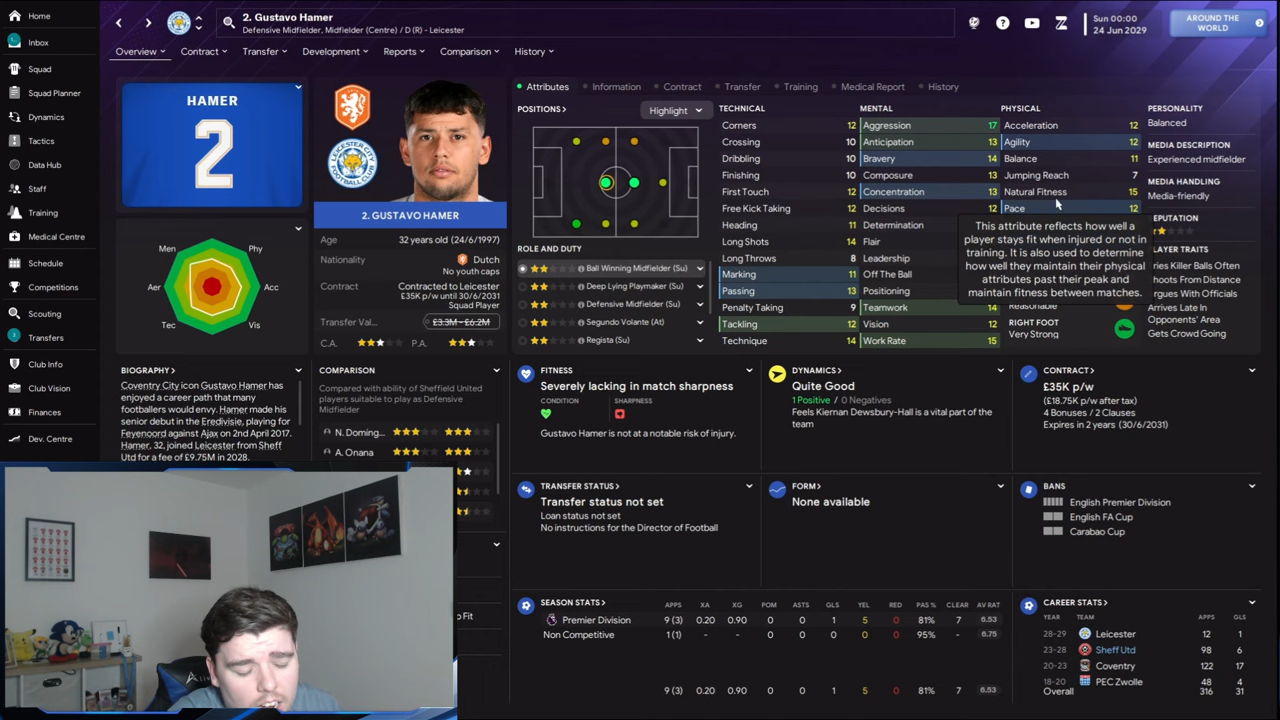 Home
Inbox
Squad
Squad Planner
Dynamics
Tactics
Data Hub
Staff
Training
Medical Centre
Schedule
Competitions
Scouting
Transfers
Club Info
Club Vision
Finances
Dev. Centre
2. Gustavo Hamer
Defensive Midfielder, Midfielder (Centre) / D (R) - Leicester
Sun 00:00
24 Jun 2029
AROUND THE
WORLD
Overview
Contract
Transfer
Development
Reports
Comparison
History
HAMER
2
Men
Phy
Aer
Acc
Tec
Vis
2. GUSTAVO HAMER
Age 32 years old (24/6/1997)
Nationality Dutch
No youth caps
Contract Contracted to Leicester
£35K p/w until 30/6/2031
Squad Player
Transfer Val... £3.3M - £6.2M
C.A. P.A.
BIOGRAPHY>
Coventry City icon Gustavo Hamer has
enjoyed a career path that many
footballers would envy. Hamer made his
senior debut in the Eredivisie, playing for
Feyenoord against Ajax on 2nd April 2017.
Hamer, 32, joined Leicester from Sheff
Utd for a fee of £9.75M in 2028.
COMPARISON
Compared with ability of Sheffield United
players suitable to play as Defensive
Midfielder
N. Doming...
A. Onana
Attributes
Information
Contract
Transfer
Training
Medical Report
History
POSITIONS>
Highlight
ROLE AND DUTY
Ball Winning Midfielder (Su)
Deep Lying Playmaker (Su)
Defensive Midfielder (Su)
Segundo Volante (At)
Regista (Su)
TECHNICAL
Corners 12
Crossing 10
Dribbling 10
Finishing 10
First Touch 12
Free Kick Taking 12
Heading 11
Long Shots 14
Long Throws 8
Marking 11
Passing 13
Penalty Taking 9
Tackling 12
Technique 14
MENTAL
Aggression 17
Anticipation 13
Bravery 14
Composure 13
Concentration 13
Decisions 12
Determination
Flair
Leadership
Off The Ball
Positioning
Teamwork 14
Vision 12
Work Rate 15
PHYSICAL
Acceleration 12
Agility 12
Balance 11
Jumping Reach 7
Natural Fitness 15
Pace 12
This attribute reflects how well a
player stays fit when injured or not in
training. It is also used to determine
how well they maintain their physical
attributes past their peak and
maintain fitness between matches.
Reasonable
RIGHT FOOT
Very Strong
PERSONALITY
Balanced
MEDIA DESCRIPTION
Experienced midfielder
MEDIA HANDLING
Media-friendly
EPUTATION
LAYER TRAITS
ries Killer Balls Often
hoots From Distance
rgues With Officials
Arrives Late In
Opponents' Area
Gets Crowd Going
FITNESS
Severely lacking in match sharpness
CONDITION SHARPNESS
Gustavo Hamer is not at a notable risk of injury.
DYNAMICS>
Quite Good
1 Positive / 0 Negatives
Feels Kiernan Dewsbury-Hall is a vital part of the
team
CONTRACT>
£35K p/w
(£18.75K p/w after tax)
4 Bonuses / 2 Clauses
Expires in 2 years (30/6/2031)
TRANSFER STATUS>
Transfer status not set
Loan status not set
No instructions for the Director of Football
FORM>
None available
BANS
English Premier Division
English FA Cup
Carabao Cup
SEASON STATS> APPS XA XG POM ASTS GLS YEL RED PAS % CLEAR AV RAT
Premier Division 9 (3) 0.20 0.90 0 0 1 5 0 81% 7 6.53
Non Competitive 1 (1) - - 0 0 0 0 0 95% - 6.75
9 (3) 0.20 0.90 0 0 1 5 0 81% 7 6.53
CAREER STATS>
YEAR TEAM APPS GLS
28-29 Leicester 12 1
23-28 Sheff Utd 98 6
20-23 Coventry 122 17
18-20 PEC Zwolle 48 4
Overall 316 31